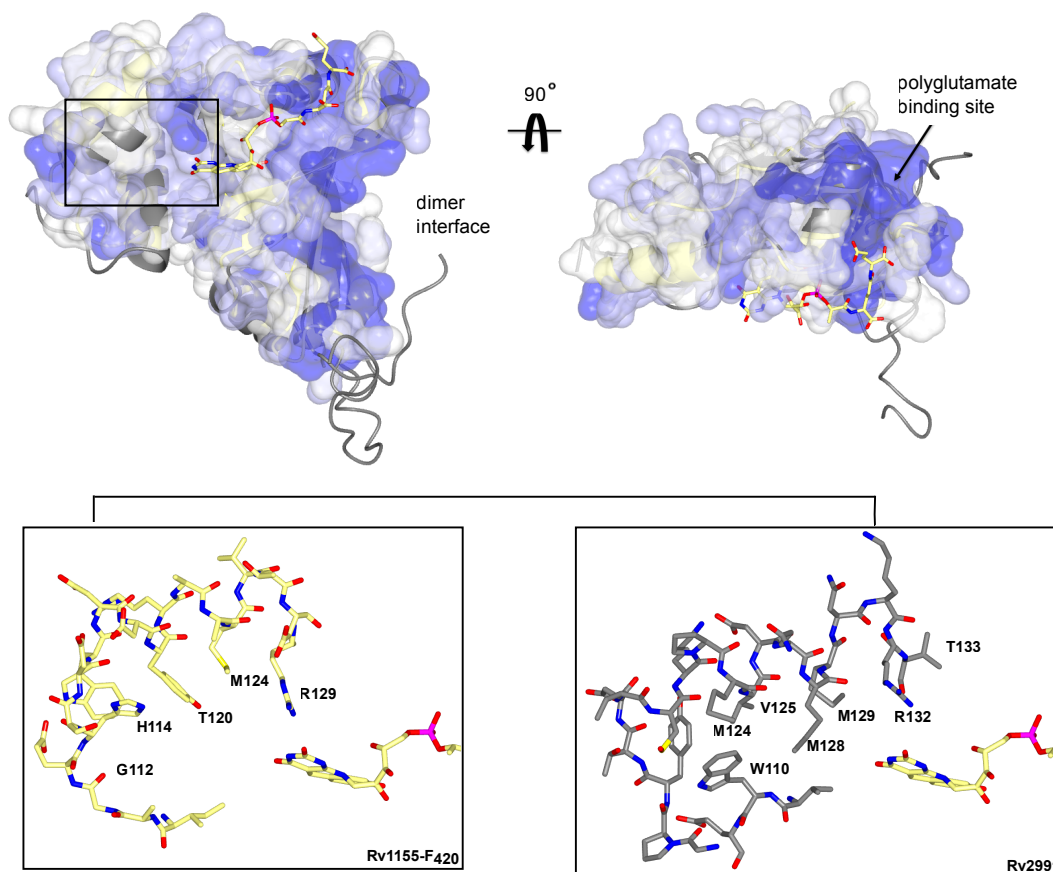 90°
polyglutamate
binding site
dimer
interface
M124
R129
T120
H114
G112
Rv1155-F420
T133
V125
M129
R132
M124
M128
W110
Rv299